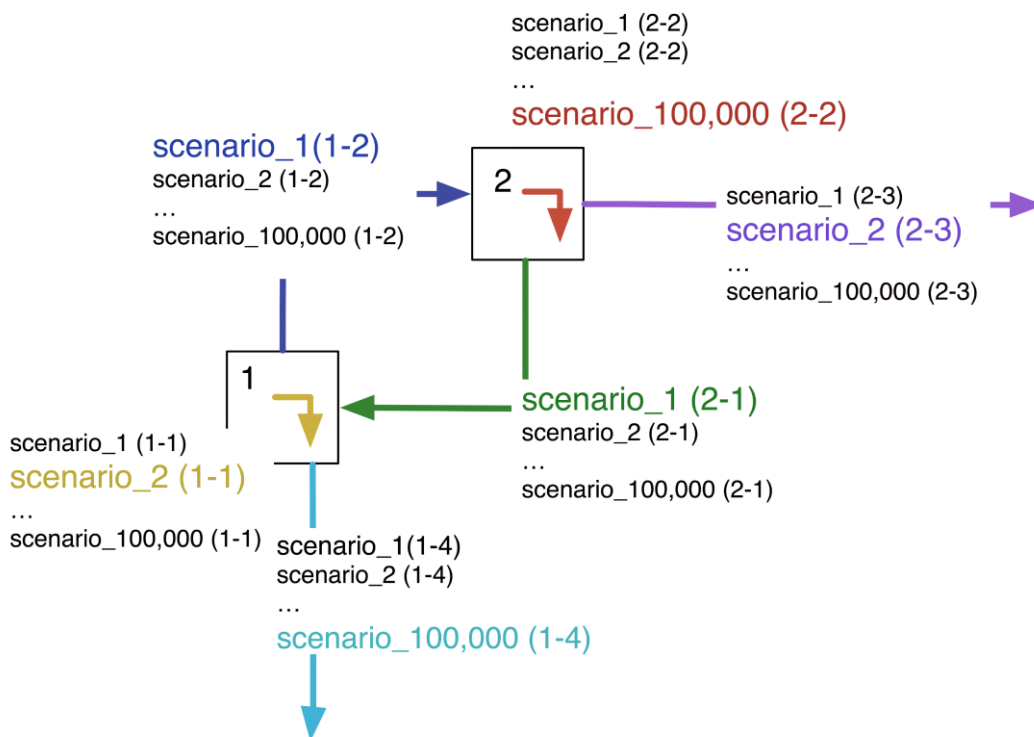 scenario_1 (2-2)
scenario_2 (2-2)
...
scenario_100,000 (2-2)
scenario_1(1-2)
scenario_2 (1-2)
...
scenario_100,000 (1-2)
2
scenario_1 (2-3)
scenario_2 (2-3)
...
scenario_100,000 (2-3)
1
scenario_1 (1-1)
scenario_2 (1-1)
...
scenario_100,000 (1-1)
scenario_1 (2-1)
scenario_2 (2-1)
...
scenario_100,000 (2-1)
scenario_1(1-4)
scenario_2 (1-4)
...
scenario_100,000 (1-4)